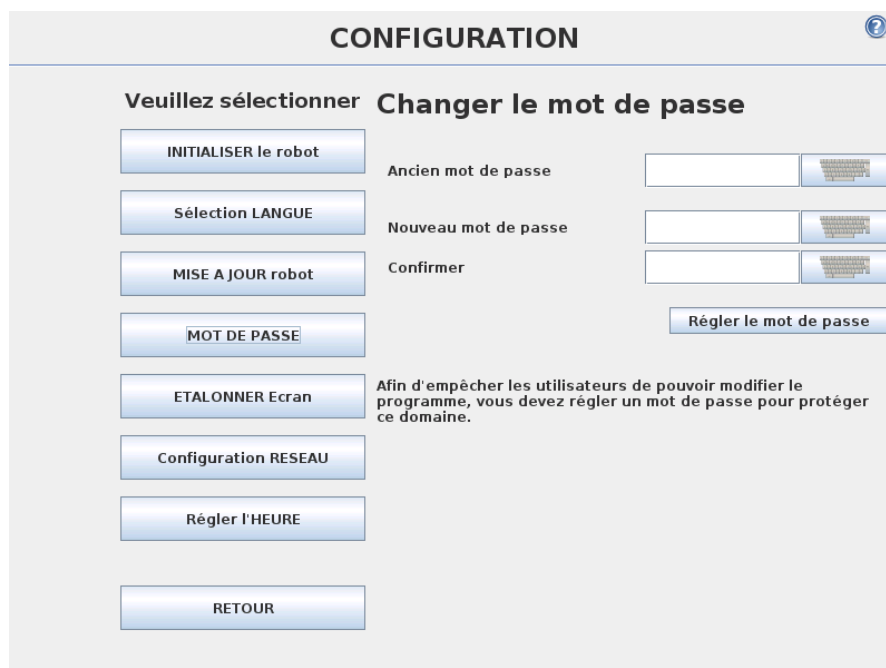 CONFIGURATION
?
Veuillez sélectionner
INITIALISER le robot
Sélection LANGUE
MISE A JOUR robot
MOT DE PASSE
ETALONNER Ecran
Configuration RESEAU
Régler l'HEURE
RETOUR
Changer le mot de passe
Ancien mot de passe
Nouveau mot de passe
Confirmer
Régler le mot de passe
Afin d'empêcher les utilisateurs de pouvoir modifier le
programme, vous devez régler un mot de passe pour protéger
ce domaine.